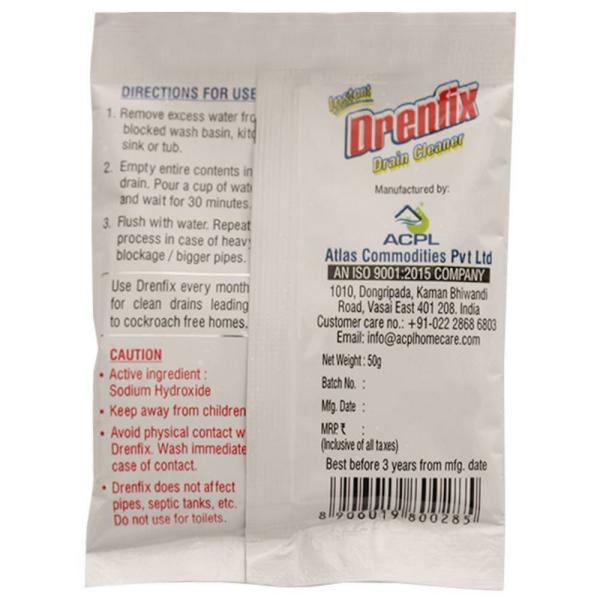 DIRECTIONS FOR USE
1. Remove excess water
blocked wash basin,
sink or tub.
2. Empty entire contents in
drain. Pour a cup of
and wait for 30 minutes.
3. Flush with water. Repeat
process in case of
blockage / bigger pipes.
Use Drenfix every month
for clean drains leading
to cockroach free homes.
CAUTION
• Active ingredient :
Sodium Hydroxide
• Keep away from children
• Avoid physical contact
Drenfix. Wash
case of contact.
• Drenfix does not affect
pipes, septic tanks, etc.
Do not use for toilets.
Instant
Drenfix
Drain Cleaner
Manufactured by:
ACPL
Atlas Commodities Pvt Ltd
AN ISO 9001:2015 COMPANY
1010, Dongripada, Kaman Bhiwandi
Road, Vasai East 401 208. India
Customer care no.: +91-022 2868 6803
Email: info@acplhomecare.com
Net Weight : 50g
Batch No. :
Mfg. Date :
MRP. ₹ :
(Inclusive of all taxes)
Best before 3 years from mfg. date
8 906019 800285